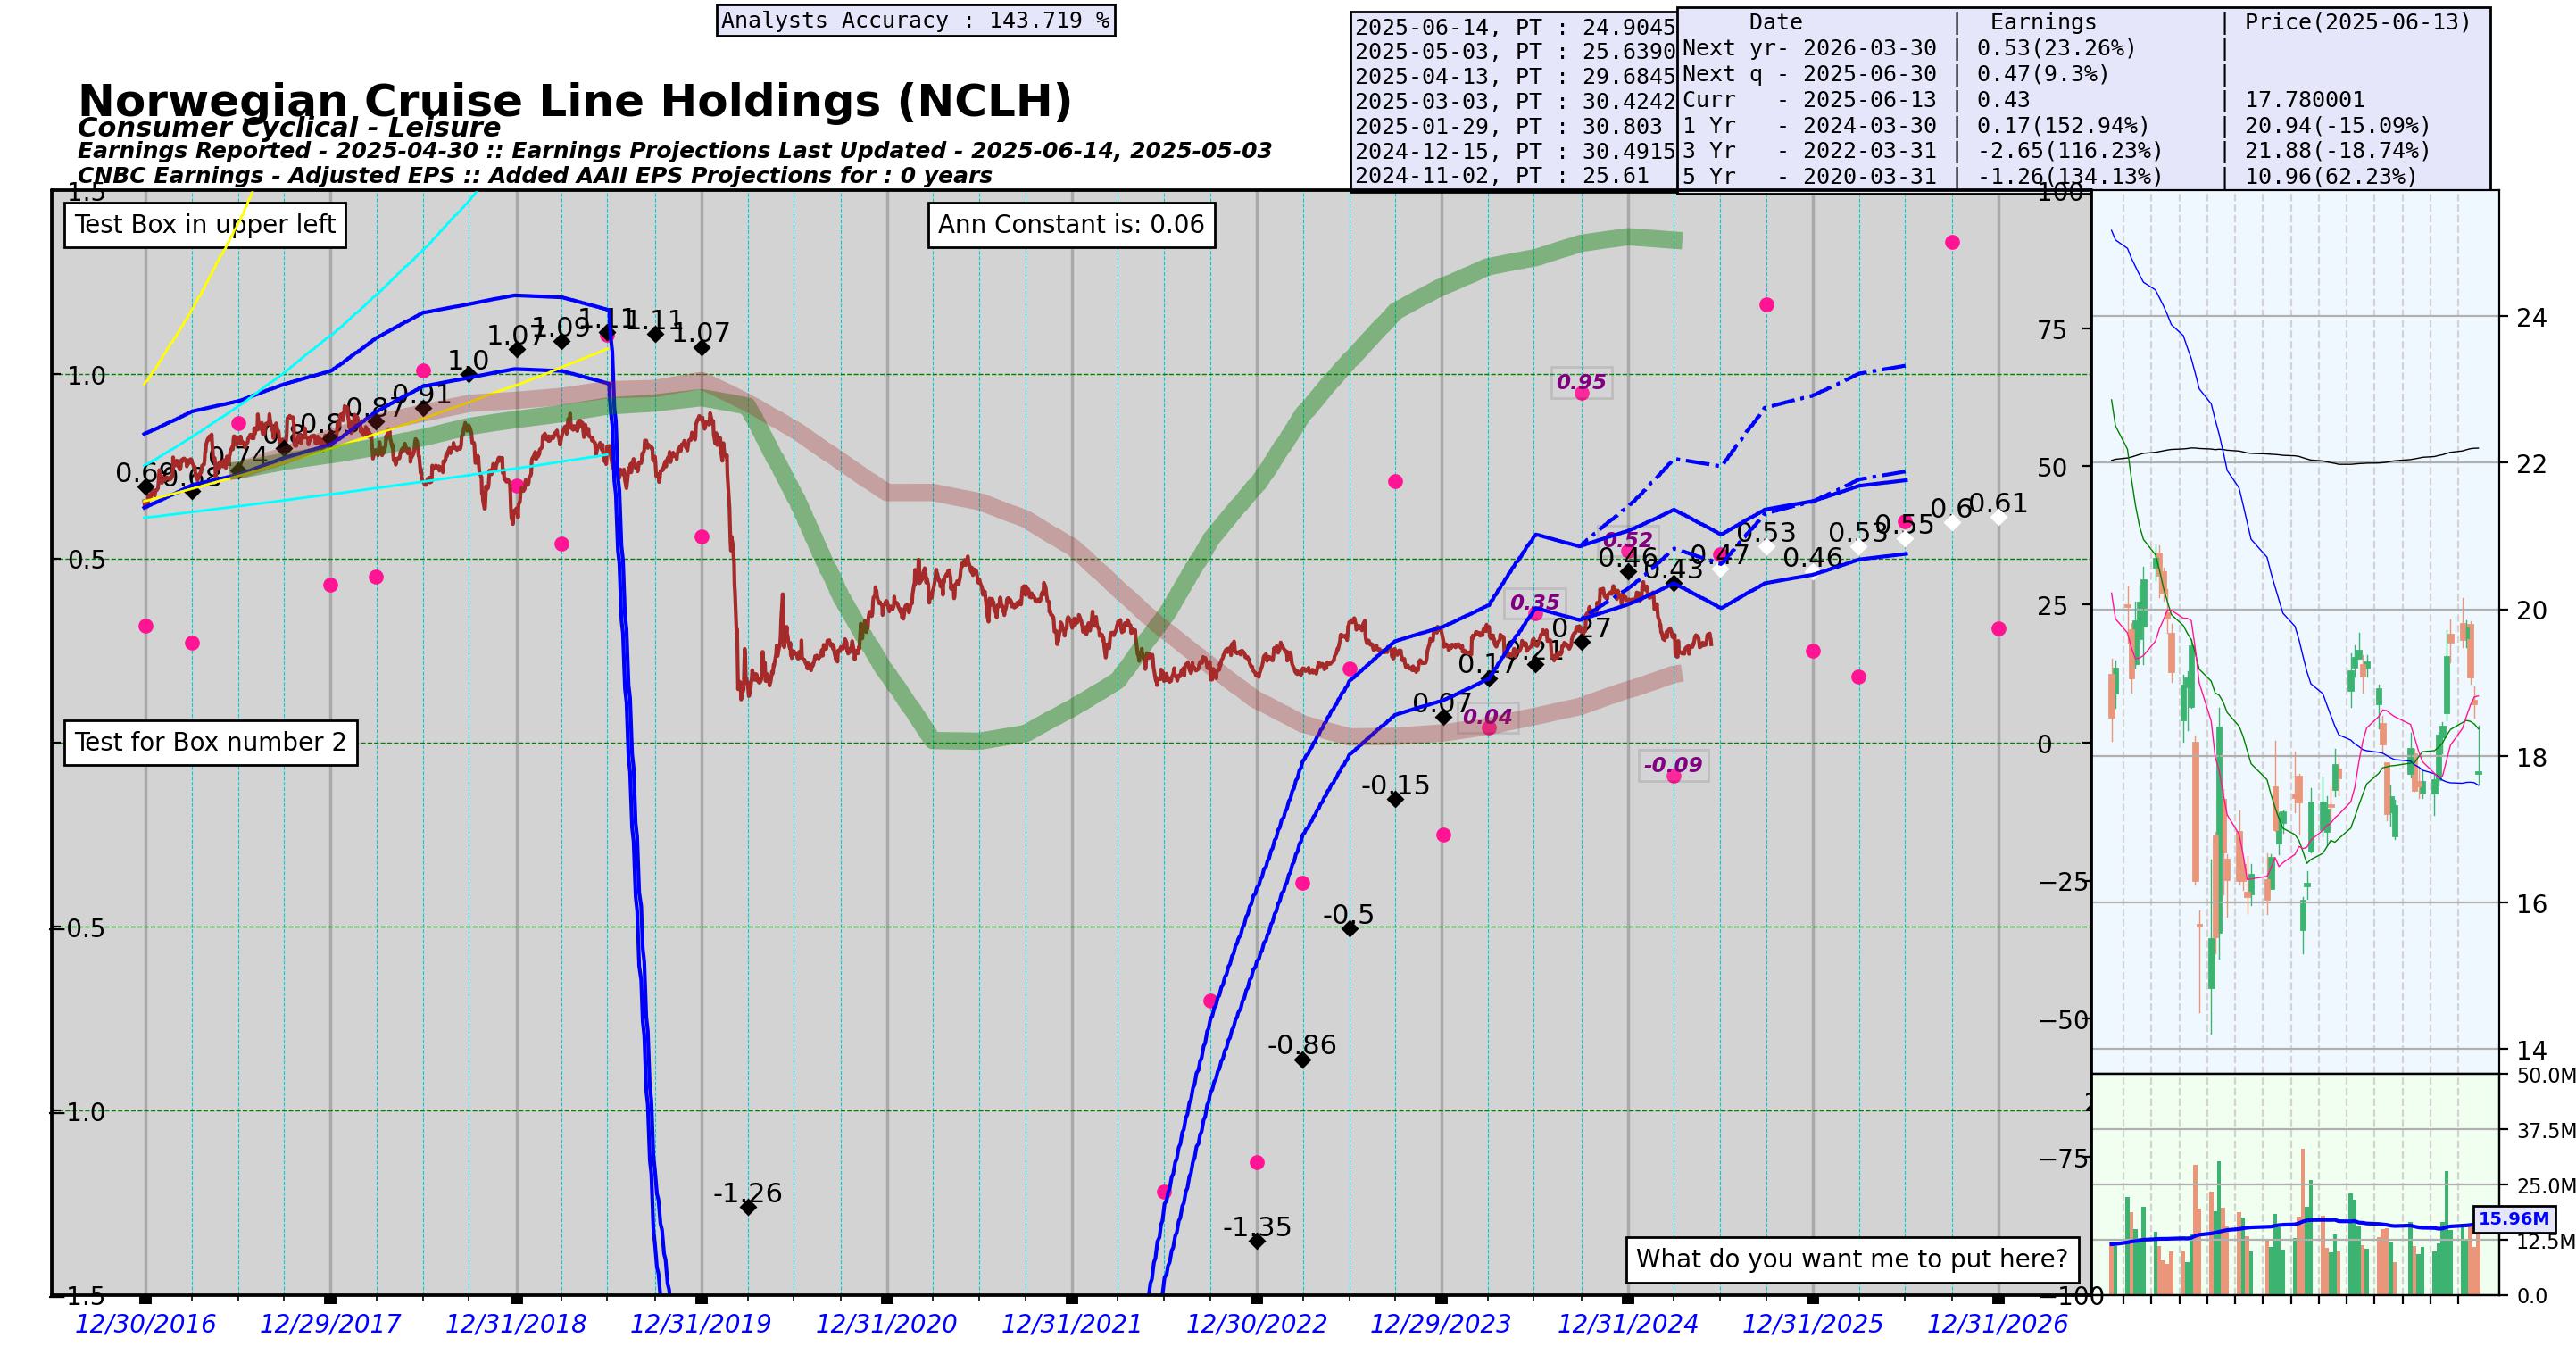 Analysts Accuracy : 143.719 %
Norwegian Cruise Line Holdings (NCLH)
Consumer Cyclical - Leisure
Earnings Reported - 2025-04-30 :: Earnings Projections Last Updated - 2025-06-14, 2025-05-03
CNBC Earnings - Adjusted EPS :: Added AAII EPS Projections for : 0 years
2025-06-14, PT : 24.9045
2025-05-03, PT : 25.6390
2025-04-13, PT : 29.6845
2025-03-03, PT : 30.4242
2025-01-29, PT : 30.803
2024-12-15, PT : 30.4915
2024-11-02, PT : 25.61
Date | Earnings | Price(2025-06-13)
Next yr- 2026-03-30 | 0.53(23.26%) |
Next q - 2025-06-30 | 0.47(9.3%) |
Curr - 2025-06-13 | 0.43 | 17.780001
1 Yr - 2024-03-30 | 0.17(152.94%) | 20.94(-15.09%)
3 Yr - 2022-03-31 | -2.65(116.23%) | 21.88(-18.74%)
5 Yr - 2020-03-31 | -1.26(134.13%) | 10.96(62.23%)
Test Box in upper left
Ann Constant is: 0.06
Test for Box number 2
What do you want me to put here?
1.5
1.0
0.5
−0.5
−1.0
−1.5
0.69
0.68
0.74
0.8
0.87
0.91
1.0
1.07
1.09
1.11
1.11
1.07
-1.26
-1.35
-0.86
-0.5
-0.15
0.07
0.17
0.21
0.27
0.46
0.43
0.47
0.53
0.46
0.53
0.55
0.6
0.61
0.04
0.35
0.95
0.52
-0.09
100
75
50
25
0
−25
−50
−75
−100
24
22
20
18
16
14
50.0M
37.5M
25.0M
15.96M
12.5M
0.0
12/30/2016
12/29/2017
12/31/2018
12/31/2019
12/31/2020
12/31/2021
12/30/2022
12/29/2023
12/31/2024
12/31/2025
12/31/2026